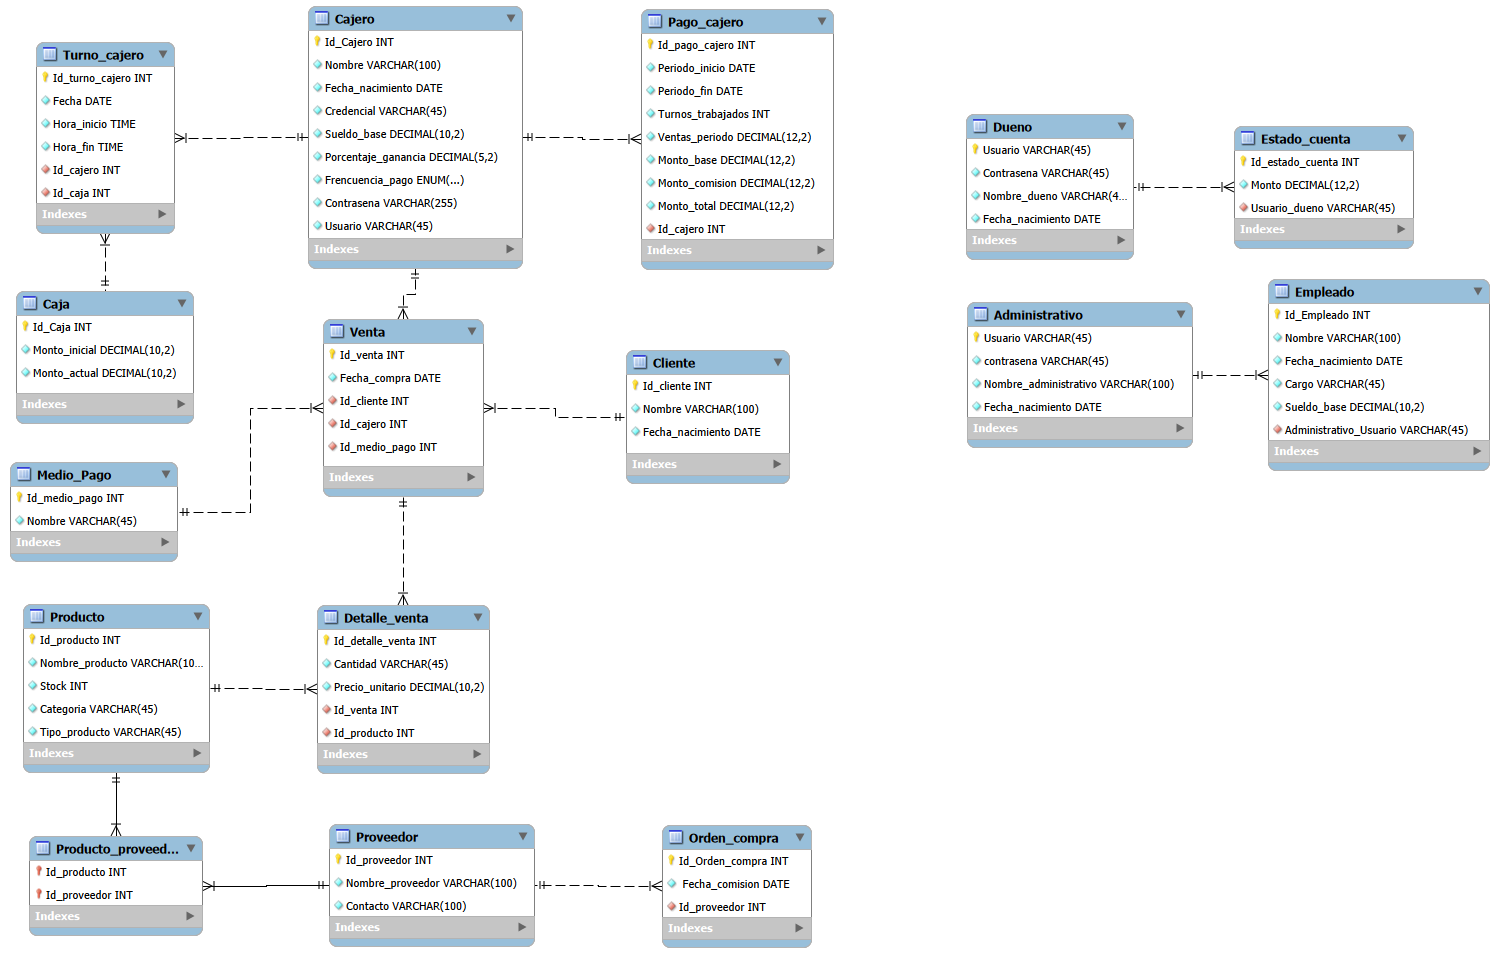 Turno_cajero
Id_turno_cajero INT
Fecha DATE
Hora_inicio TIME
Hora_fin TIME
Id_cajero INT
Id_caja INT
Indexes
Cajero
Id_Cajero INT
Nombre VARCHAR(100)
Fecha_nacimiento DATE
Credencial VARCHAR(45)
Sueldo_base DECIMAL(10,2)
Porcentaje_ganancia DECIMAL(5,2)
Frencuencia_pago ENUM(...)
Contrasena VARCHAR(255)
Usuario VARCHAR(45)
Indexes
Pago_cajero
Id_pago_cajero INT
Periodo_inicio DATE
Periodo_fin DATE
Turnos_trabajados INT
Ventas_periodo DECIMAL(12,2)
Monto_base DECIMAL(12,2)
Monto_comision DECIMAL(12,2)
Monto_total DECIMAL(12,2)
Id_cajero INT
Indexes
Dueno
Usuario VARCHAR(45)
Contrasena VARCHAR(45)
Nombre_dueno VARCHAR(4...
Fecha_nacimiento DATE
Indexes
Estado_cuenta
Id_estado_cuenta INT
Monto DECIMAL(12,2)
Usuario_dueno VARCHAR(45)
Indexes
Caja
Id_Caja INT
Monto_inicial DECIMAL(10,2)
Monto_actual DECIMAL(10,2)
Indexes
Venta
Id_venta INT
Fecha_compra DATE
Id_cliente INT
Id_cajero INT
Id_medio_pago INT
Indexes
Cliente
Id_cliente INT
Nombre VARCHAR(100)
Fecha_nacimiento DATE
Indexes
Administrativo
Usuario VARCHAR(45)
contrasena VARCHAR(45)
Nombre_administrativo VARCHAR(100)
Fecha_nacimiento DATE
Indexes
Empleado
Id_Empleado INT
Nombre VARCHAR(100)
Fecha_nacimiento DATE
Cargo VARCHAR(45)
Sueldo_base DECIMAL(10,2)
Administrativo_Usuario VARCHAR(45)
Indexes
Medio_Pago
Id_medio_pago INT
Nombre VARCHAR(45)
Indexes
Producto
Id_producto INT
Nombre_producto VARCHAR(10...
Stock INT
Categoria VARCHAR(45)
Tipo_producto VARCHAR(45)
Indexes
Detalle_venta
Id_detalle_venta INT
Cantidad VARCHAR(45)
Precio_unitario DECIMAL(10,2)
Id_venta INT
Id_producto INT
Indexes
Producto_proveed...
Id_producto INT
Id_proveedor INT
Indexes
Proveedor
Id_proveedor INT
Nombre_proveedor VARCHAR(100)
Contacto VARCHAR(100)
Indexes
Orden_compra
Id_Orden_compra INT
Fecha_comision DATE
Id_proveedor INT
Indexes